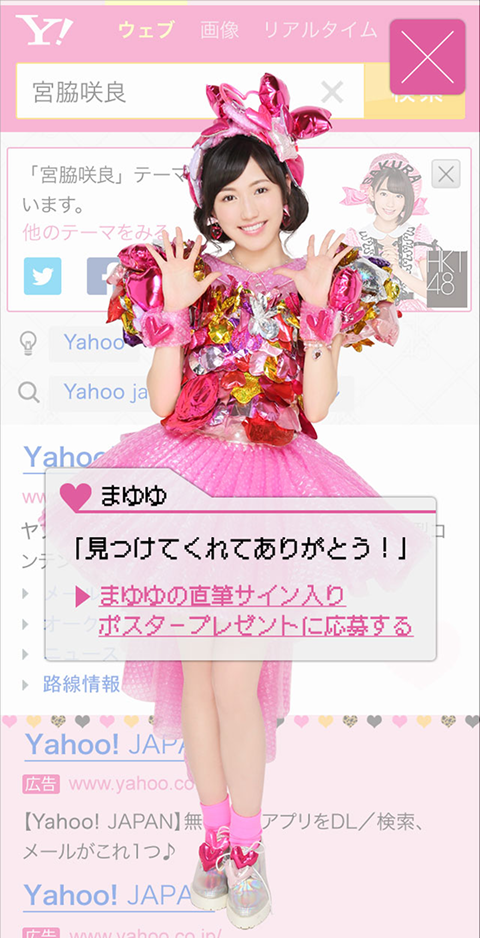 Y!
ウェブ
画像
リアルタイム
宮脇咲良
検索
「宮脇咲良」テーマ
います。
他のテーマをみる
SAKURA
HKT
48
Yahoo
Yahoo ja
Yahoo
ww
まゆゆ
「見つけてくれてありがとう！」
まゆゆの直筆サイン入り
ポスタープレゼントに応募する
メール
オーク
ニュース
路線情報
Yahoo! JAPA
広告 www.yahoo.co
【Yahoo! JAPAN】無 アプリをDL／検索、
メールがこれ1つ♪
Yahoo! JAPA
広告 www.yahoo.co.jp/